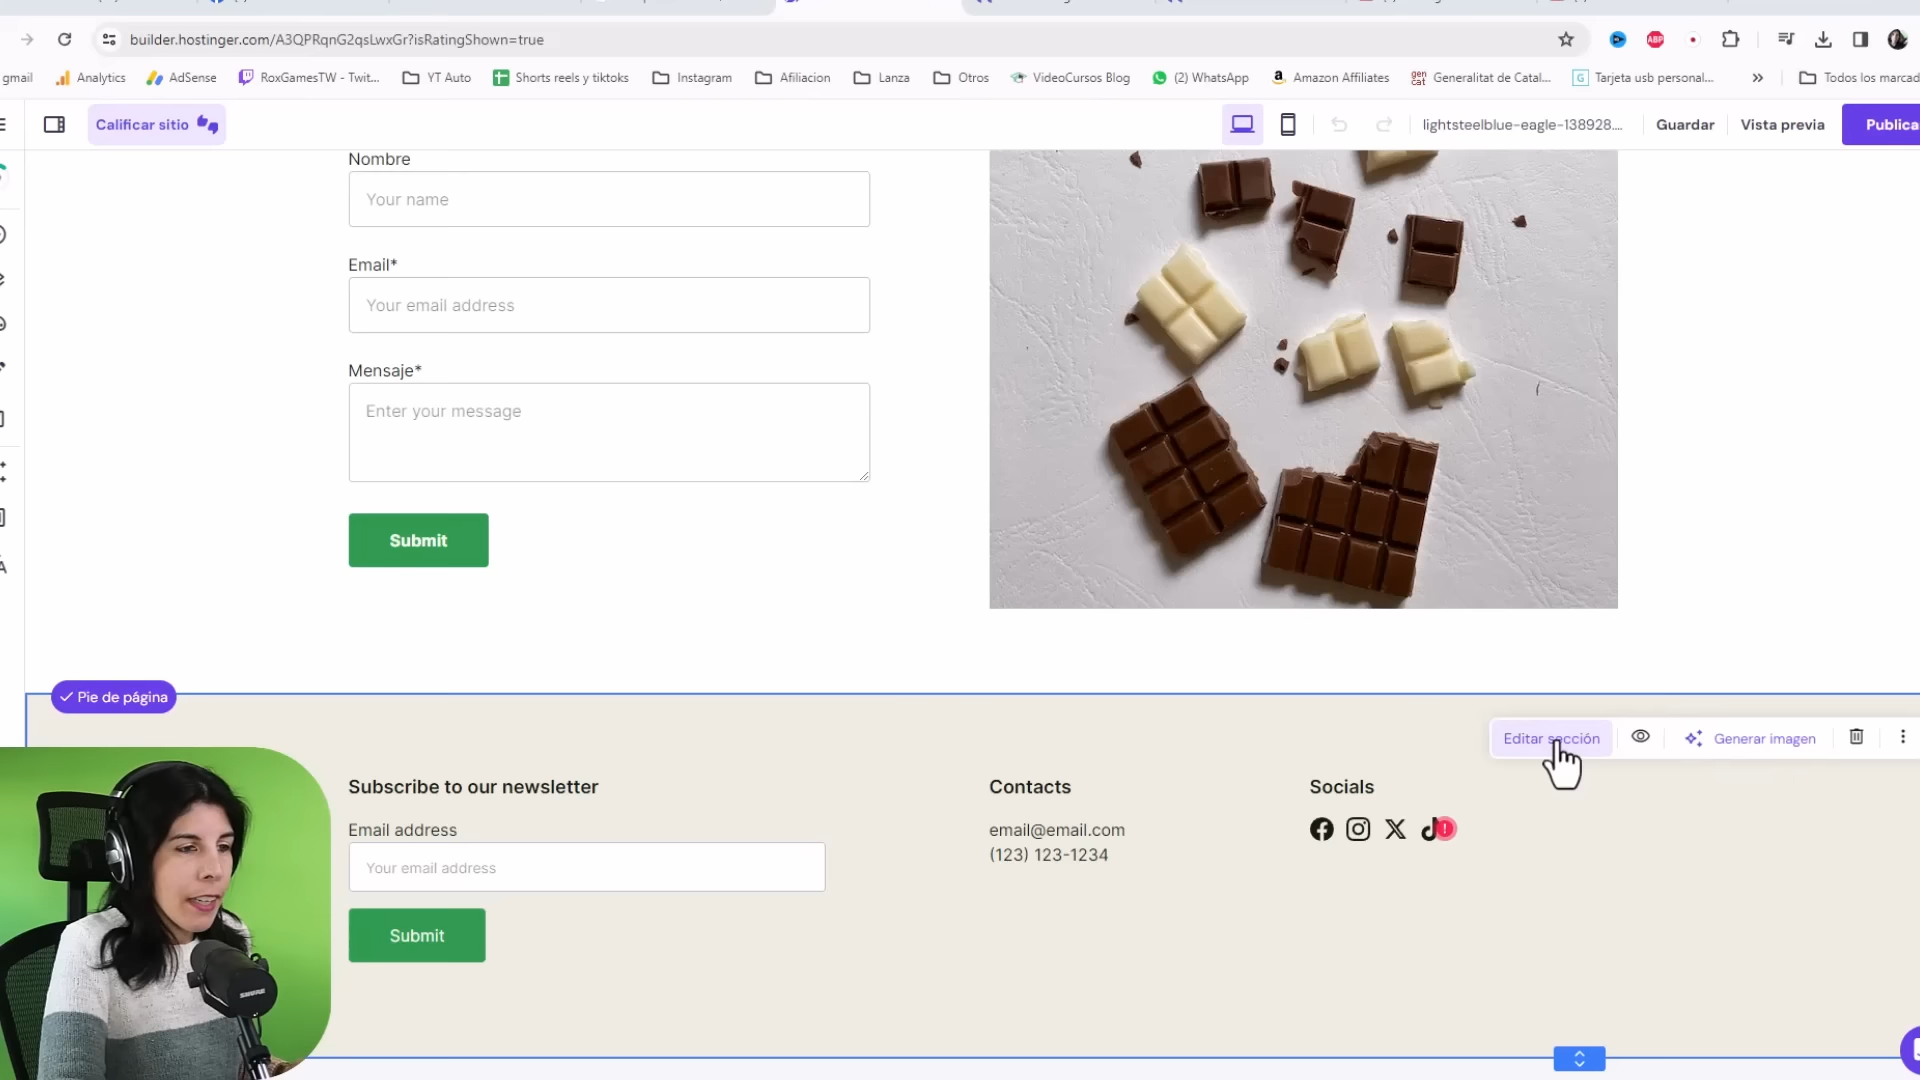 builder.hostinger.com/A3QPRqnG2qsLwxGr?isRatingShown=true
ABP
gmail
Analytics
AdSense
RoxGamesTW - Twit...
YT Auto
Shorts reels y tiktoks
Instagram
Afiliacion
Lanza
Otros
VideoCursos Blog
(2) WhatsApp
Amazon Affiliates
gen cat
Generalitat de Catal...
Tarjeta usb personal...
»
Todos los marcad
Calificar sitio
lightsteelblue-eagle-138928....
Guardar
Vista previa
Publica
Nombre
Your name
Email*
Your email address
Mensaje*
Enter your message
Submit
Pie de página
Editar sección
Generar imagen
Subscribe to our newsletter
Contacts
Socials
Email address
email@email.com
(123) 123-1234
Your email address
Submit
SHURE